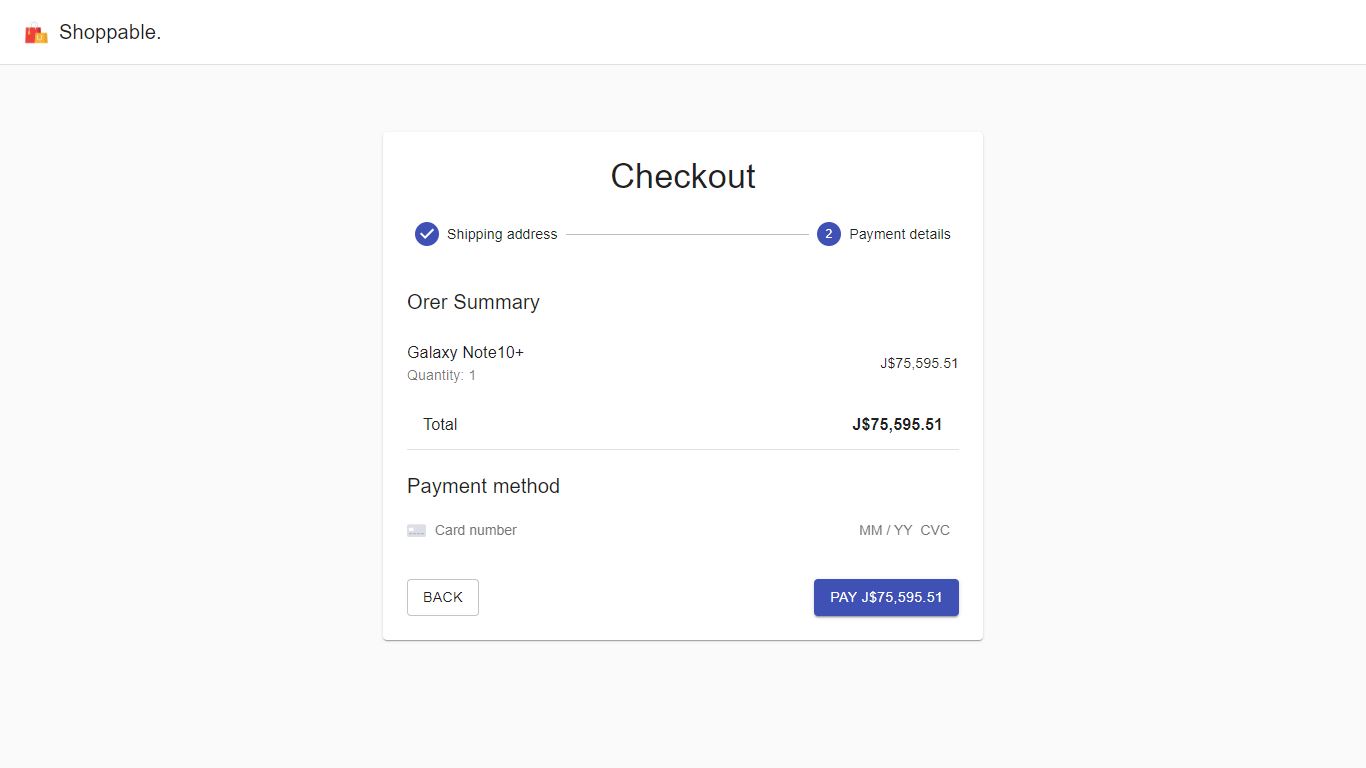 Shoppable.
Checkout
Shipping address
2 Payment details
Orer Summary
Galaxy Note10+
Quantity: 1
J$75,595.51
Total J$75,595.51
Payment method
Card number MM / YY CVC
BACK PAY J$75,595.51